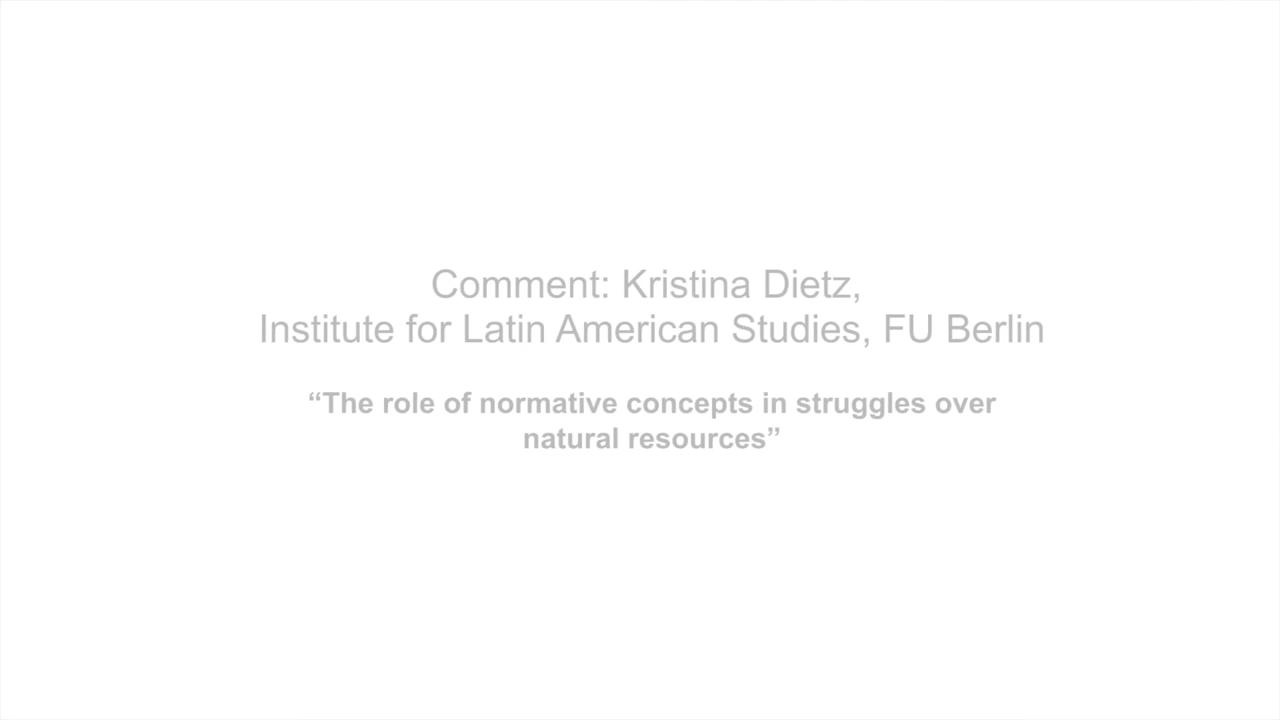 Comment: Kristina Dietz,
Institute for Latin American Studies, FU Berlin
“The role of normative concepts in struggles over
natural resources”